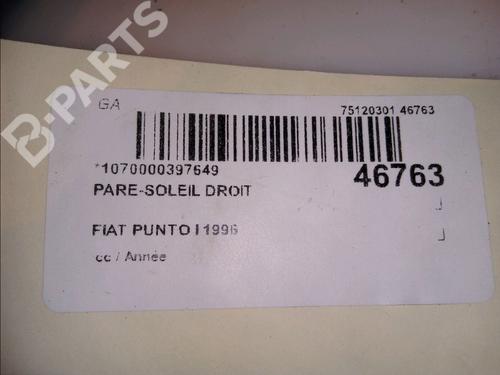 B-PARTS
GA 75120301 46763
*1070000397649
46763
PARE-SOLEIL DROIT
FIAT PUNTO I 1996
cc / Année